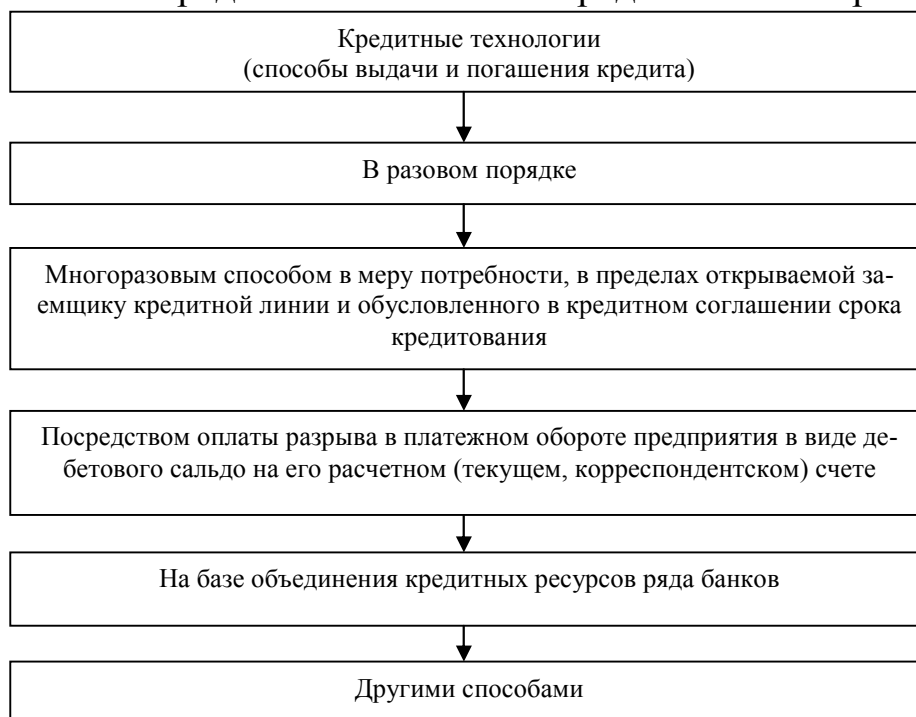 Кредитные технологии
(способы выдачи и погашения кредита)
В разовом порядке
Многоразовым способом в меру потребности, в пределах открываемой за-
емщику кредитной линии и обусловленного в кредитном соглашении срока
кредитования
Посредством оплаты разрыва в платежном обороте предприятия в виде де-
бетового сальдо на его расчетном (текущем, корреспондентском) счете
На базе объединения кредитных ресурсов ряда банков
Другими способами